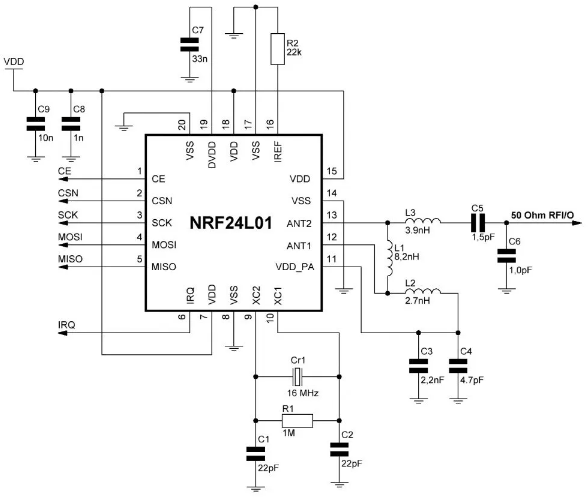 C7
33n
R2
22k
VDD
C9
10n
C8
1n
20
19
18
17
16
VSS
DVDD
VDD
VSS
IREF
CE
1
CE
VDD
15
CSN
2
CSN
VSS
14
SCK
3
SCK
NRF24L01
ANT2
13
MOSI
4
MOSI
ANT1
12
MISO
5
MISO
VDD_PA
11
L3
3.9nH
C5
1,5pF
50 Ohm RFI/O
C6
1,0pF
L1
8,2nH
L2
2.7nH
IRQ
VDD
VSS
XC2
XC1
6
7
8
9
10
IRQ
C3
2,2nF
C4
4.7pF
Cr1
16 MHz
R1
1M
C1
22pF
C2
22pF